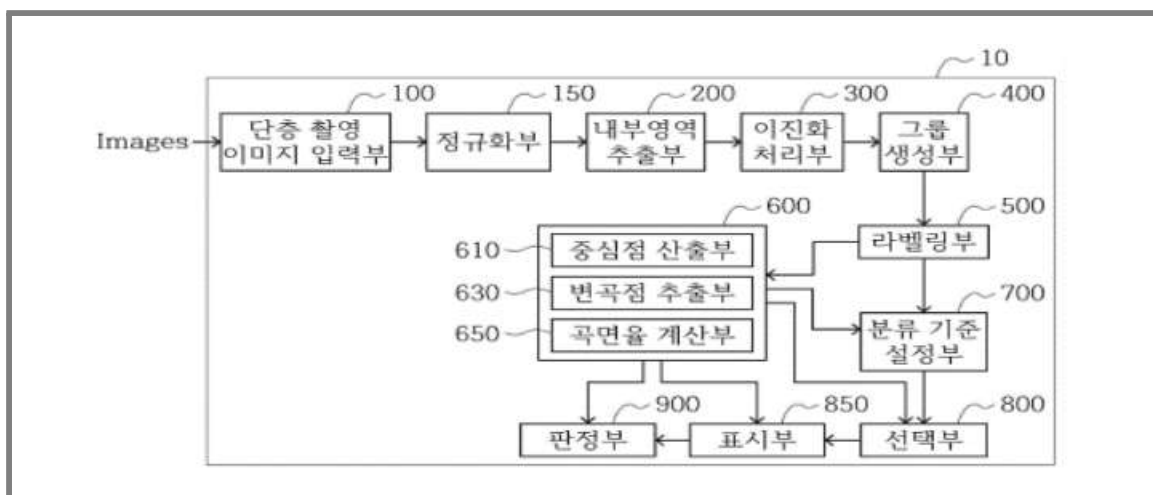 10
100
150
200
300
400
Images
단층 촬영
이미지 입력부
정규화부
내부영역
추출부
이진화
처리부
그룹
생성부
600
500
610
중심점 산출부
라벨링부
630
변곡점 추출부
700
650
곡면율 계산부
분류 기준
설정부
900
850
800
판정부
표시부
선택부